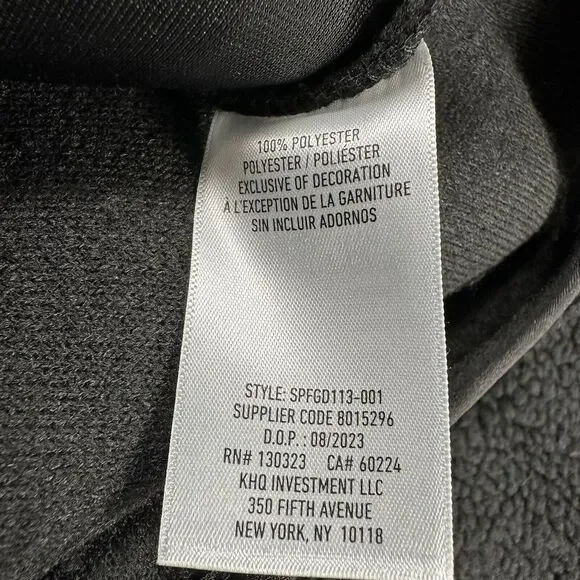 100% POLYESTER
POLYESTER / POLIÉSTER
EXCLUSIVE OF DECORATION
À L'EXCEPTION DE LA GARNITURE
SIN INCLUIR ADORNOS
STYLE: SPFGD113-001
SUPPLIER CODE 8015296
D.O.P. : 08/2023
RN# 130323 CA# 60224
KHQ INVESTMENT LLC
350 FIFTH AVENUE
NEW YORK, NY 10118